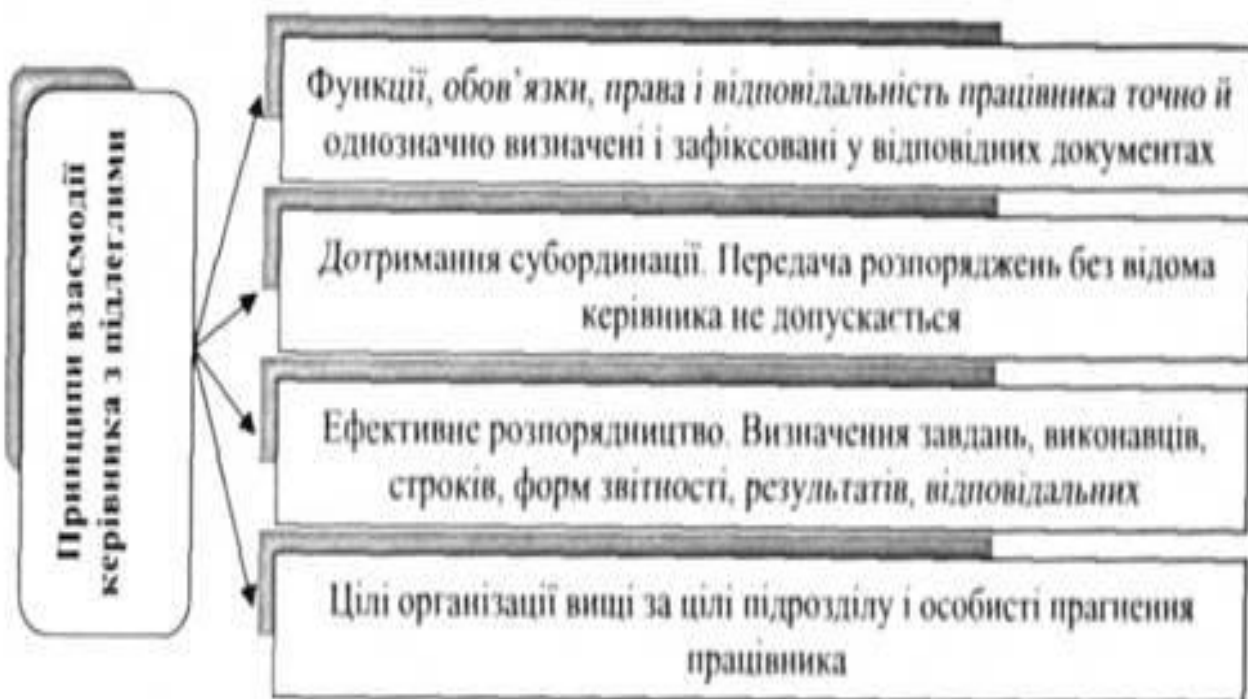 Принципи взаємодії
керівника з підлеглими
Функції, обов'язки, права і відповідальність працівника точно й
однозначно визначені і зафіксовані у відповідних документах
Дотримання субординації. Передача розпоряджень без відома
керівника не допускається
Ефективне розпорядництво. Визначення завдань, виконавців,
строків, форм звітності, результатів, відповідальних
Цілі організації вищі за цілі підрозділу і особисті прагнення
працівника